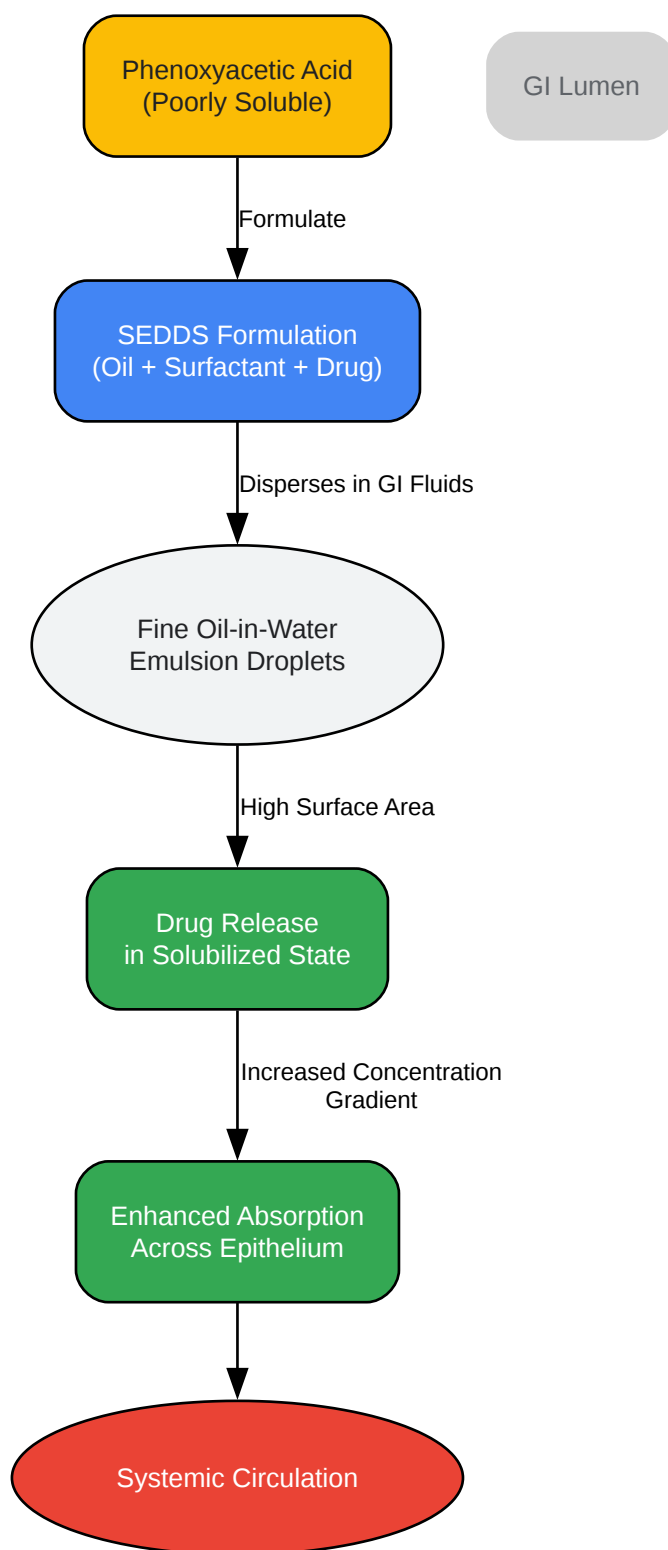 Phenoxyacetic Acid
(Poorly Soluble)
GI Lumen
Formulate
SEDDS Formulation
(Oil + Surfactant + Drug)
Disperses in GI Fluids
Fine Oil-in-Water
Emulsion Droplets
High Surface Area
Drug Release
in Solubilized State
Increased Concentration
Gradient
Enhanced Absorption
Across Epithelium
Systemic Circulation